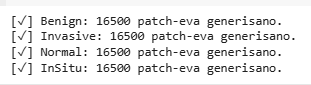 [✓] Benign: 16500 patch-eva generisano.
[✓] Invasive: 16500 patch-eva generisano.
[✓] Normal: 16500 patch-eva generisano.
[✓] InSitu: 16500 patch-eva generisano.